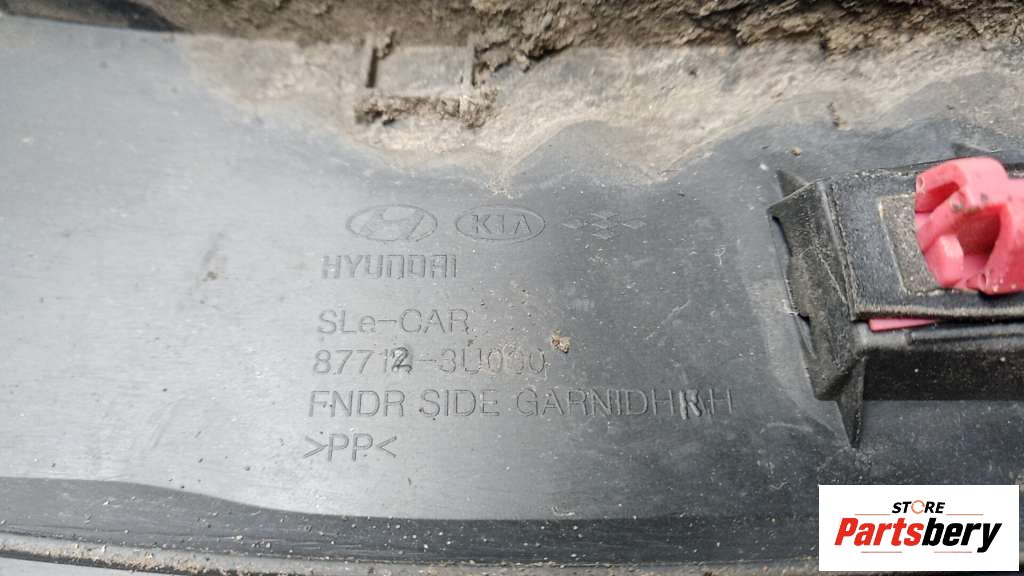 KIA
HYUNDAI
SLe-CAR
87712-3U000
FNDR SIDE GARNIDH RH
>PP<
STORE
Partsbery